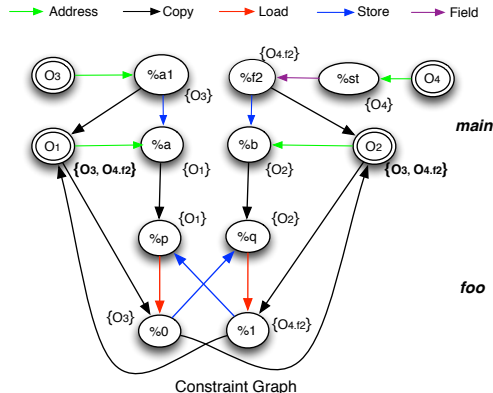 Address Copy Load Store Field
{O4.f2}
O3 %a1 %f2 %st O4
{O3} {O4}
main
O1 %a %b O2
{O3, O4.f2} {O1} {O2} {O3, O4.f2}
{O1} {O2}
%p %q
foo
{O3} %0 %1 {O4.f2}
Constraint Graph